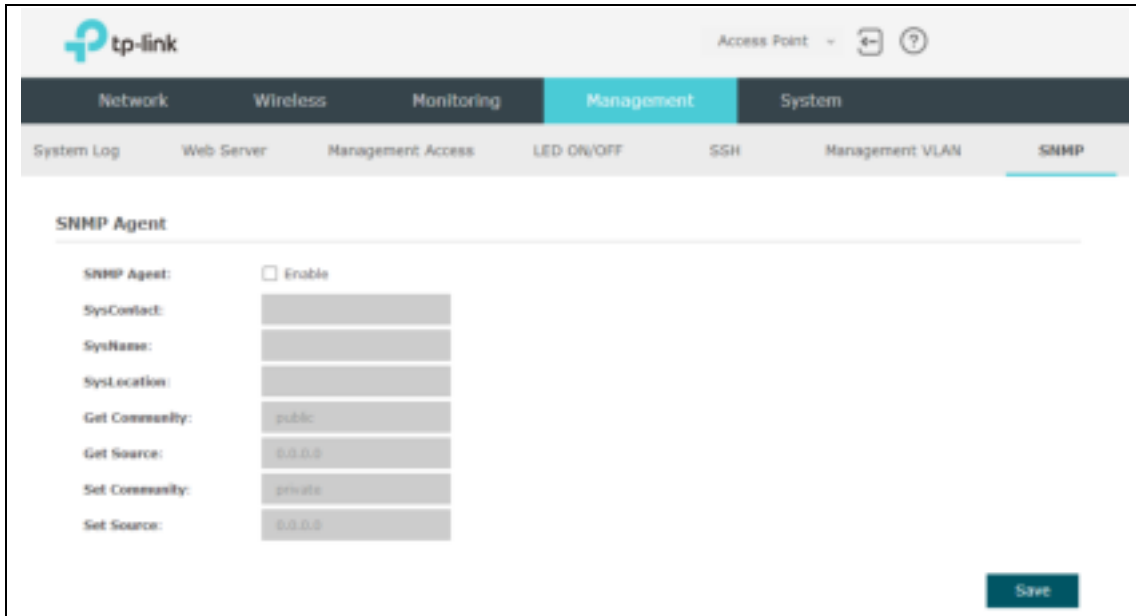 tp-link
Access Point
Network Wireless Monitoring Management System
System Log Web Server Management Access LED ON/OFF SSH Management VLAN SNMP
SNMP Agent
SNMP Agent: Enable
SysContact:
SysName:
SysLocation:
Get Community: public
Get Source: 0.0.0.0
Set Community: private
Set Source: 0.0.0.0
Save